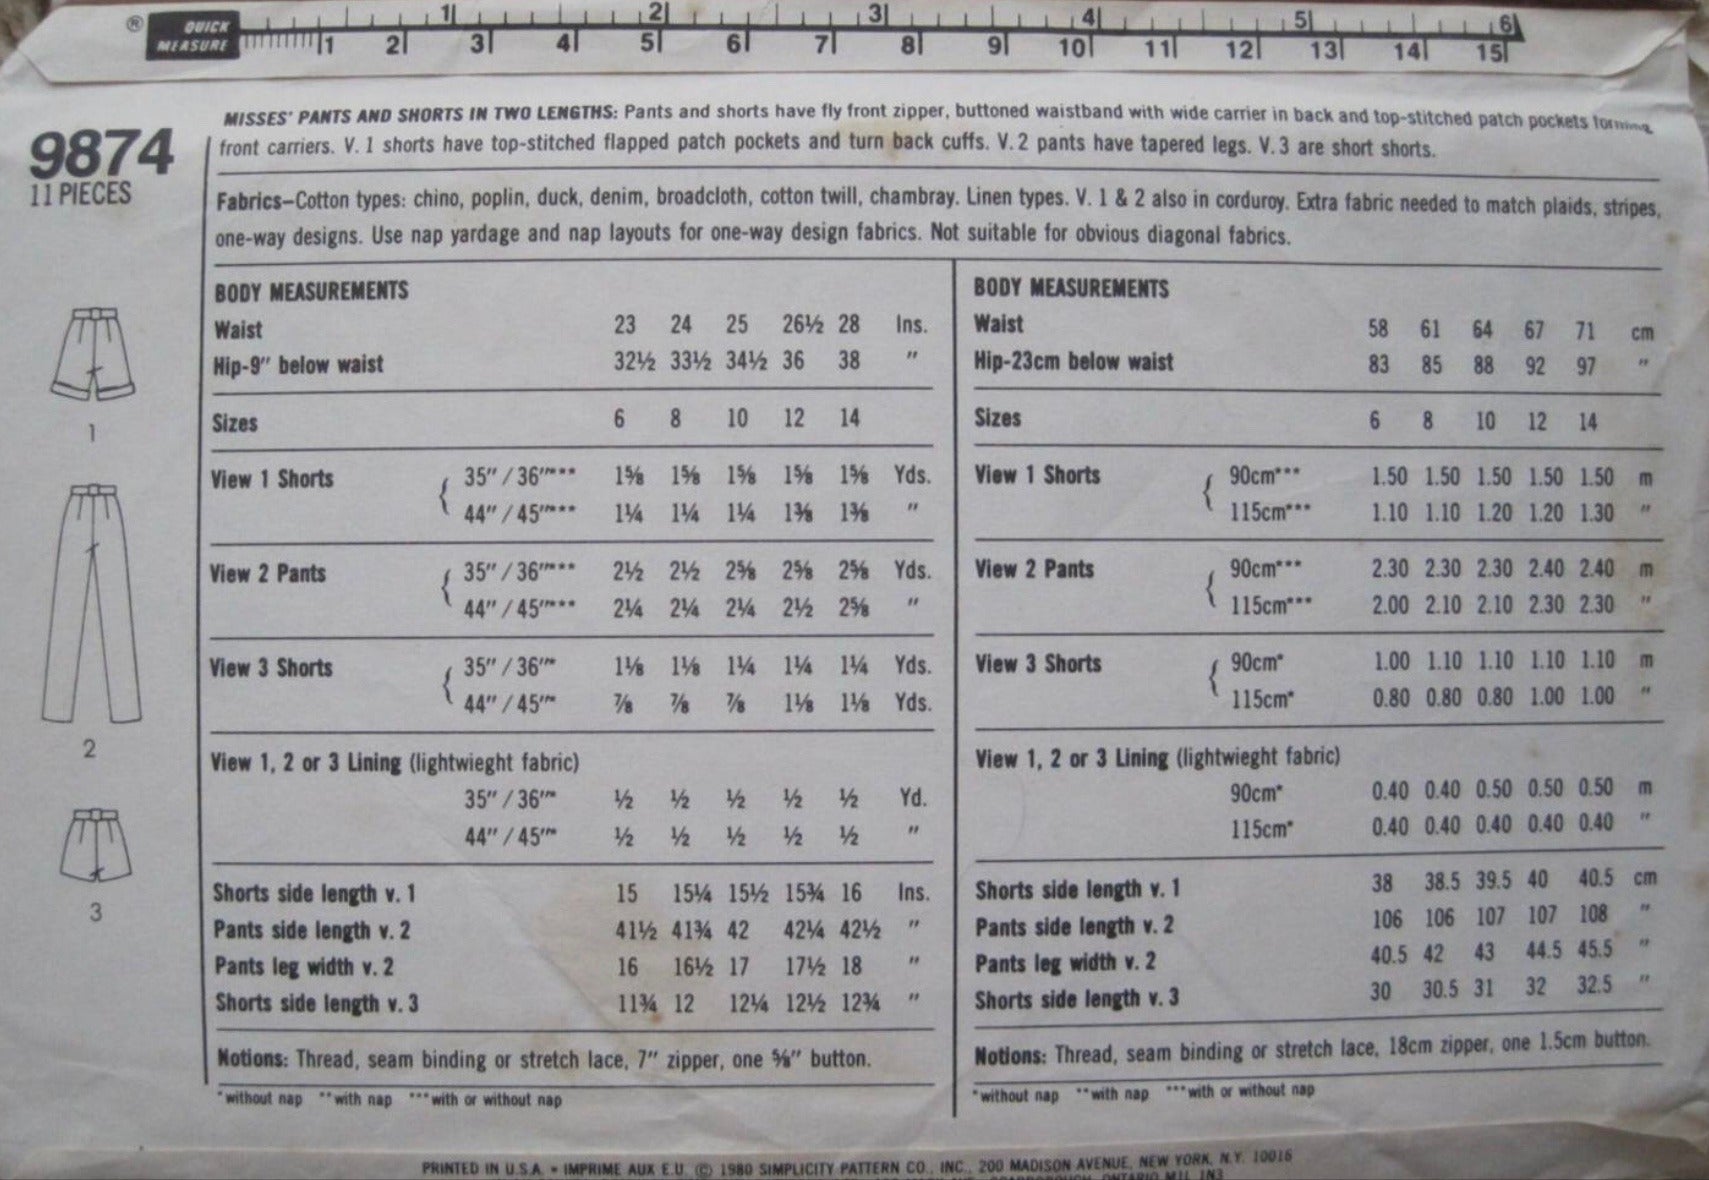 ® QUICK MEASURE
1 2 3 4 5 6
1 2 3 4 5 6 7 8 9 10 11 12 13 14 15
9874
11 PIECES
MISSES' PANTS AND SHORTS IN TWO LENGTHS: Pants and shorts have fly front zipper, buttoned waistband with wide carrier in back and top-stitched patch pockets forming
front carriers. V. 1 shorts have top-stitched flapped patch pockets and turn back cuffs. V. 2 pants have tapered legs. V. 3 are short shorts.
Fabrics—Cotton types: chino, poplin, duck, denim, broadcloth, cotton twill, chambray. Linen types. V. 1 & 2 also in corduroy. Extra fabric needed to match plaids, stripes,
one-way designs. Use nap yardage and nap layouts for one-way design fabrics. Not suitable for obvious diagonal fabrics.
1
2
3
BODY MEASUREMENTS
Waist 23 24 25 26½ 28 Ins.
Hip-9" below waist 32½ 33½ 34½ 36 38 "
Sizes 6 8 10 12 14
View 1 Shorts { 35"/36"*** 1⅝ 1⅝ 1⅝ 1⅝ 1⅝ Yds.
44"/45"*** 1¼ 1¼ 1¼ 1⅜ 1⅜ "
View 2 Pants { 35"/36"*** 2½ 2½ 2⅝ 2⅝ 2⅝ Yds.
44"/45"*** 2¼ 2¼ 2¼ 2½ 2⅝ "
View 3 Shorts { 35"/36"* 1⅛ 1⅛ 1¼ 1¼ 1¼ Yds.
44"/45"* ⅞ ⅞ ⅞ 1⅛ 1⅛ Yds.
View 1, 2 or 3 Lining (lightwieght fabric)
35"/36"* ½ ½ ½ ½ ½ Yd.
44"/45"* ½ ½ ½ ½ ½ "
Shorts side length v. 1 15 15¼ 15½ 15¾ 16 Ins.
Pants side length v. 2 41½ 41¾ 42 42¼ 42½ "
Pants leg width v. 2 16 16½ 17 17½ 18 "
Shorts side length v. 3 11¾ 12 12¼ 12½ 12¾ "
Notions: Thread, seam binding or stretch lace, 7" zipper, one ⅝" button.
*without nap **with nap ***with or without nap
BODY MEASUREMENTS
Waist 58 61 64 67 71 cm
Hip-23cm below waist 83 85 88 92 97 "
Sizes 6 8 10 12 14
View 1 Shorts { 90cm*** 1.50 1.50 1.50 1.50 1.50 m
115cm*** 1.10 1.10 1.20 1.20 1.30 "
View 2 Pants { 90cm*** 2.30 2.30 2.30 2.40 2.40 m
115cm*** 2.00 2.10 2.10 2.30 2.30 "
View 3 Shorts { 90cm* 1.00 1.10 1.10 1.10 1.10 m
115cm* 0.80 0.80 0.80 1.00 1.00 "
View 1, 2 or 3 Lining (lightwieght fabric)
90cm* 0.40 0.40 0.50 0.50 0.50 m
115cm* 0.40 0.40 0.40 0.40 0.40 "
Shorts side length v. 1 38 38.5 39.5 40 40.5 cm
Pants side length v. 2 106 106 107 107 108 "
Pants leg width v. 2 40.5 42 43 44.5 45.5 "
Shorts side length v. 3 30 30.5 31 32 32.5 "
Notions: Thread, seam binding or stretch lace, 18cm zipper, one 1.5cm button.
*without nap **with nap ***with or without nap
PRINTED IN U.S.A. • IMPRIME AUX E.U. © 1980 SIMPLICITY PATTERN CO., INC., 200 MADISON AVENUE, NEW YORK, N.Y. 10016
ONTARIO M1L 1N3